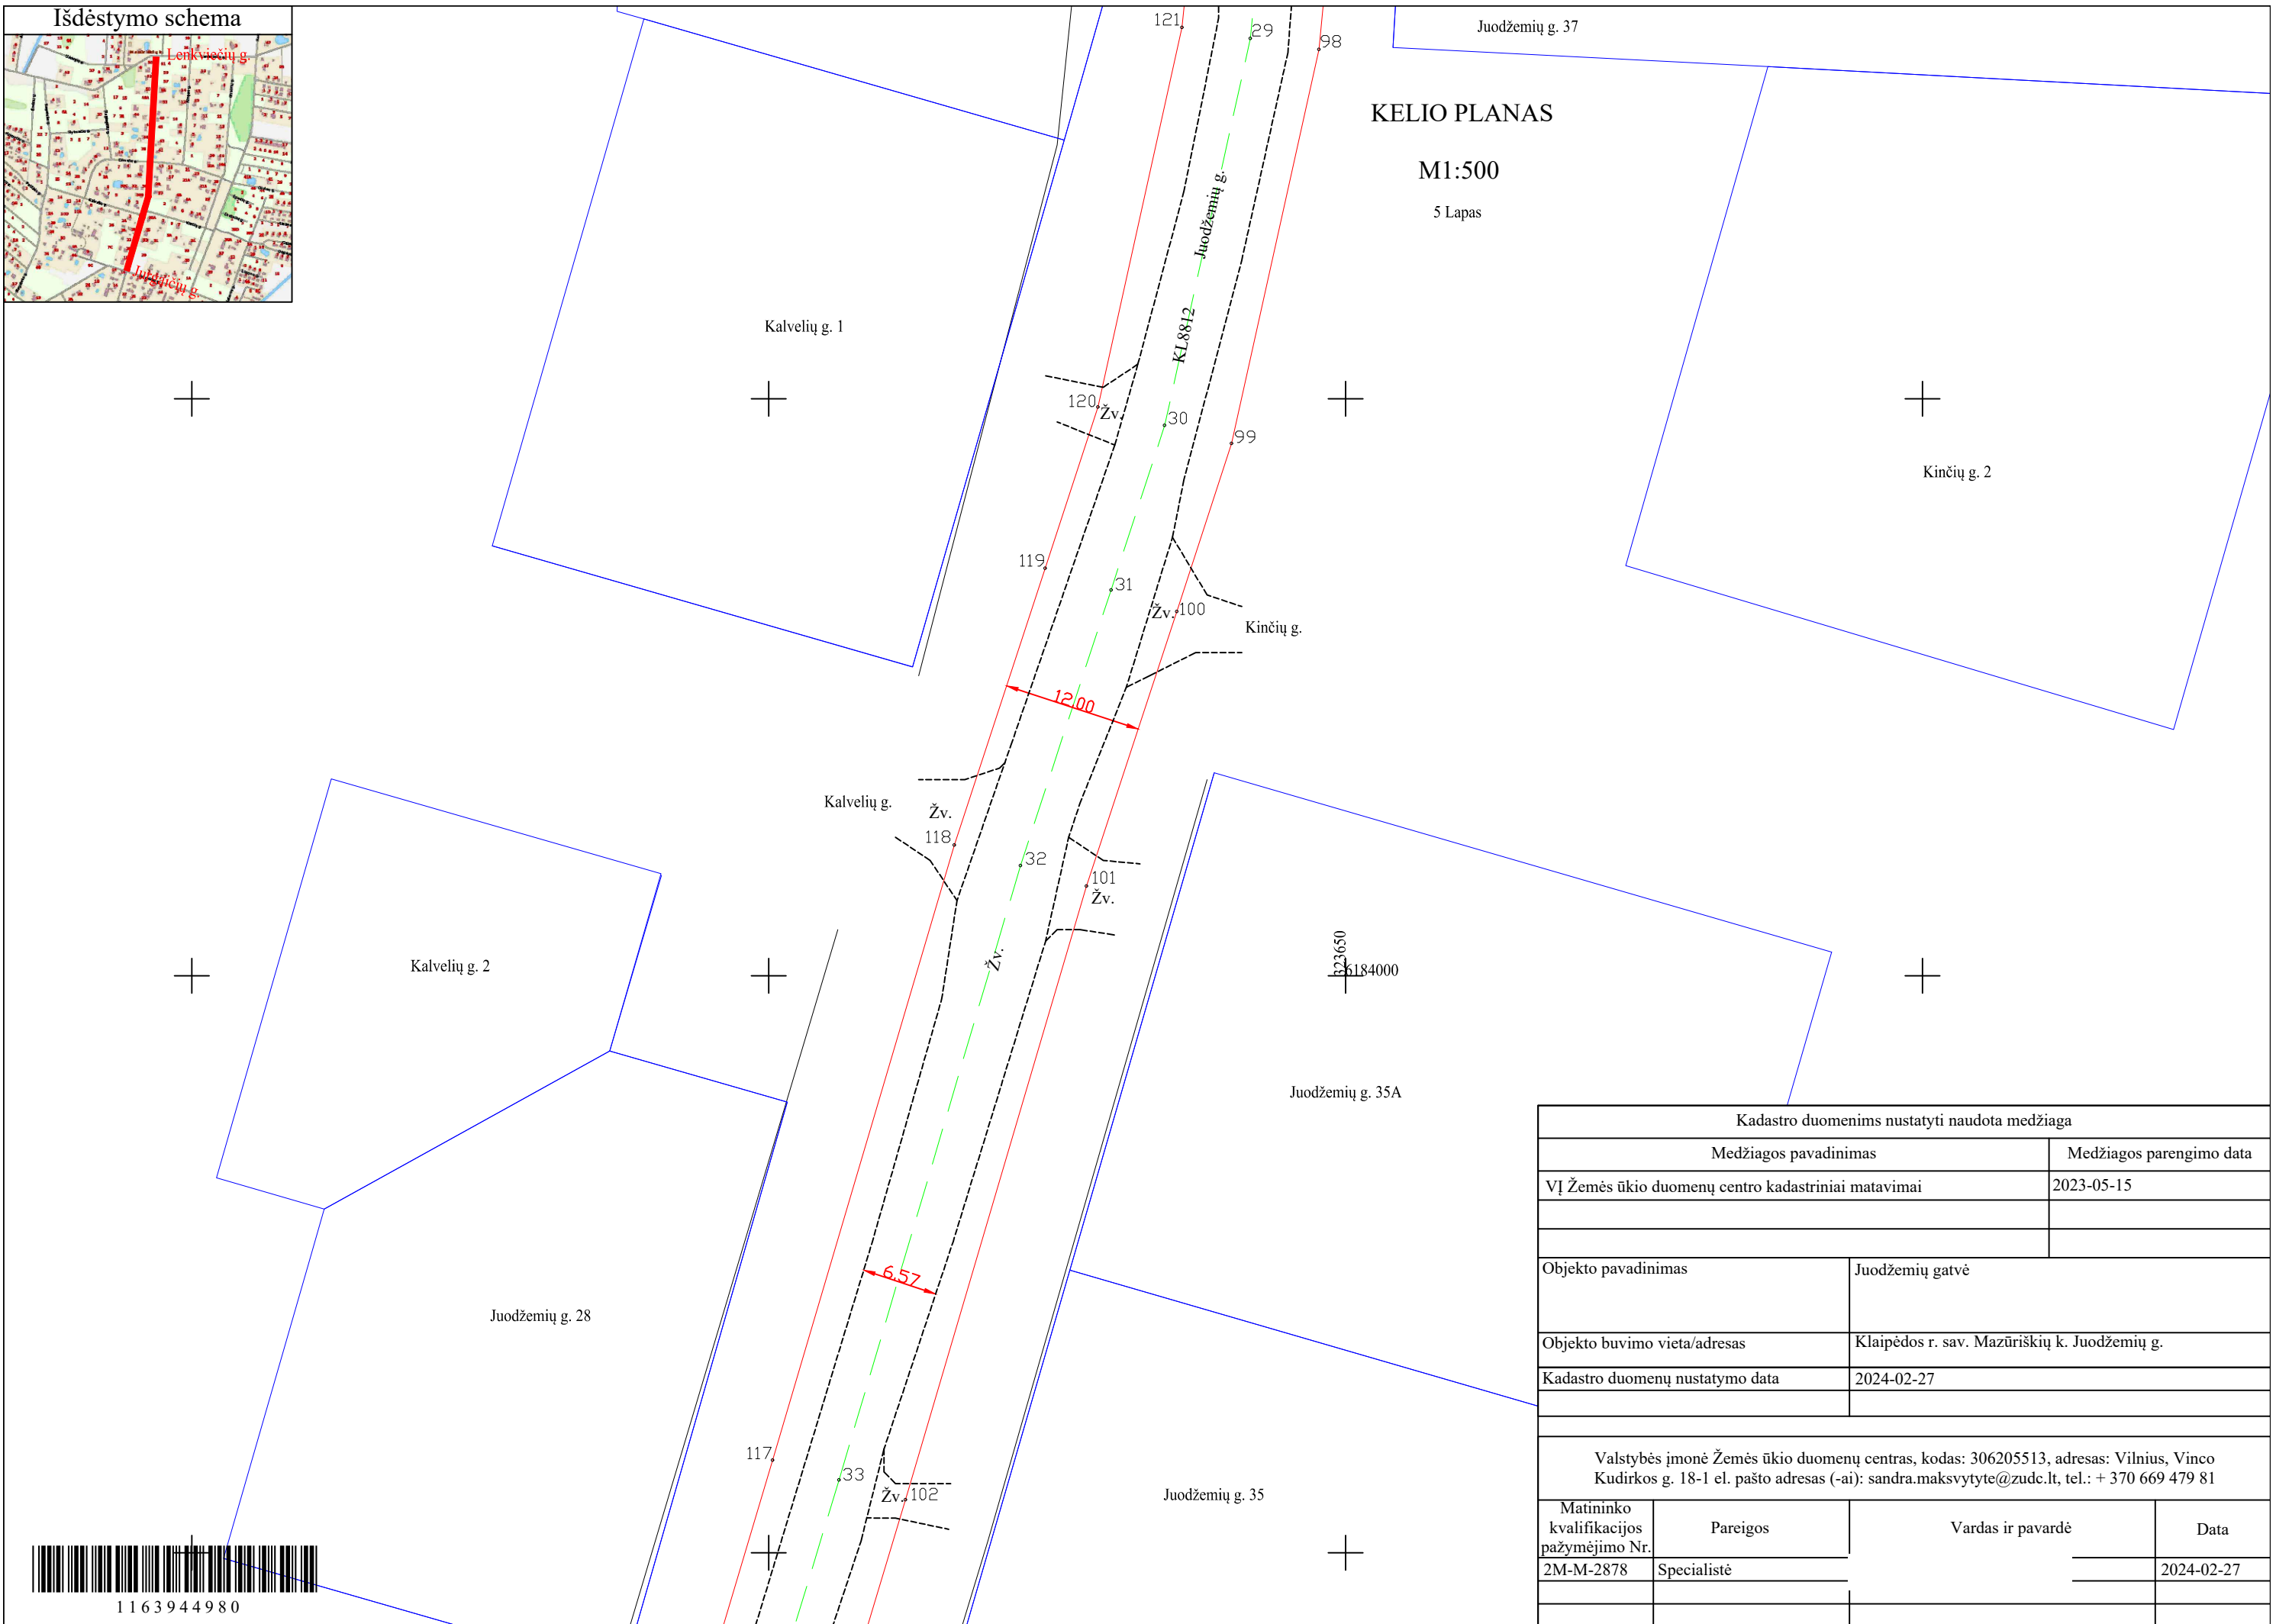 Išdėstymo schema
Lenkviečių g.
KELIO PLANAS
M1:500
5 Lapas
Juodžemių g. 37
121
29
98
Juodžemių g.
KL8812
Kalvelių g. 1
120
Žv.
30
99
Kinčių g. 2
119
31
Žv.
100
Kinčių g.
12.00
Kalvelių g.
Žv.
118
32
101
Žv.
Žv.
Kalvelių g. 2
323650
6184000
Juodžemių g. 35A
6.57
Juodžemių g. 28
117
33
Žv.
102
Juodžemių g. 35
1163944980
Kadastro duomenims nustatyti naudota medžiaga
Medžiagos pavadinimas Medžiagos parengimo data
VĮ Žemės ūkio duomenų centro kadastriniai matavimai 2023-05-15
Objekto pavadinimas Juodžemių gatvė
Objekto buvimo vieta/adresas Klaipėdos r. sav. Mazūriškių k. Juodžemių g.
Kadastro duomenų nustatymo data 2024-02-27
Valstybės įmonė Žemės ūkio duomenų centras, kodas: 306205513, adresas: Vilnius, Vinco
Kudirkos g. 18-1 el. pašto adresas (-ai): sandra.maksvytyte@zudc.lt, tel.: + 370 669 479 81
Matininko
kvalifikacijos
pažymėjimo Nr.
Pareigos
Vardas ir pavardė
Data
2M-M-2878 Specialistė 2024-02-27